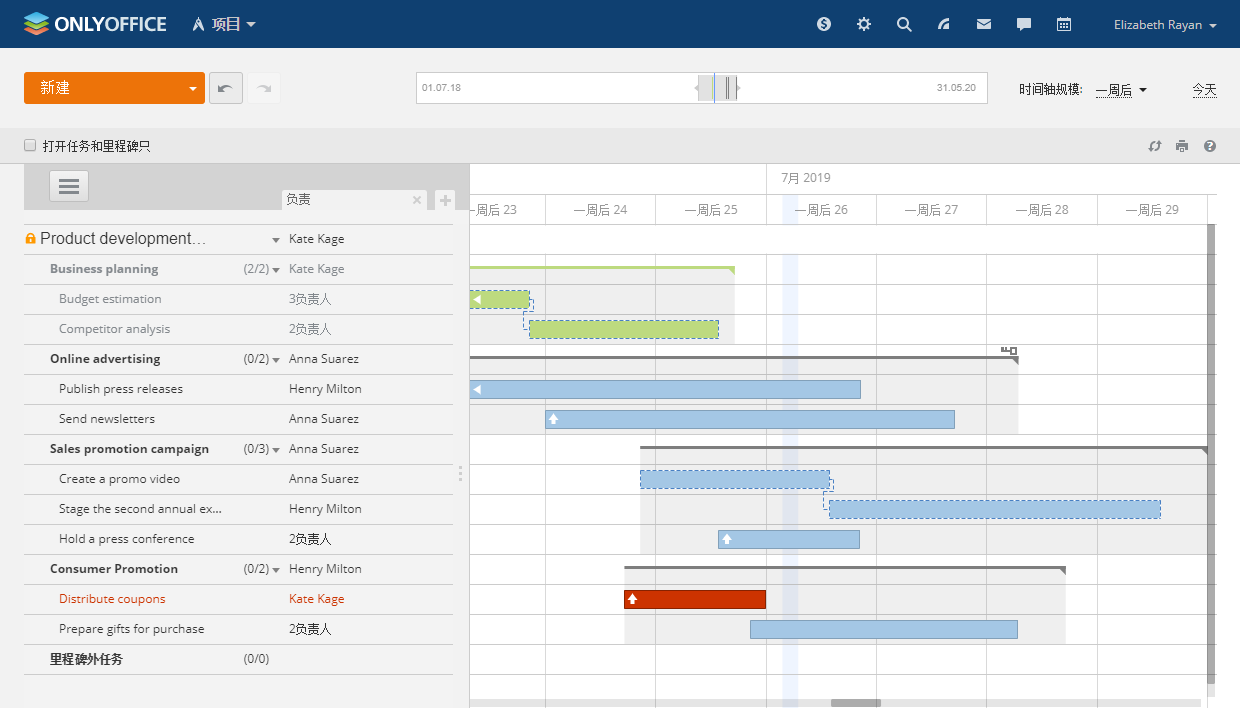 ONLYOFFICE 项目 Elizabeth Rayan
新建 01.07.18 31.05.20 时间轴规模: 一周后 今天
打开任务和里程碑只
7月 2019
负责 一周后 23 一周后 24 一周后 25 一周后 26 一周后 27 一周后 28 一周后 29
Product development... Kate Kage
Business planning (2/2) Kate Kage
Budget estimation 3负责人
Competitor analysis 2负责人
Online advertising (0/2) Anna Suarez
Publish press releases Henry Milton
Send newsletters Anna Suarez
Sales promotion campaign (0/3) Anna Suarez
Create a promo video Anna Suarez
Stage the second annual ex... Henry Milton
Hold a press conference 2负责人
Consumer Promotion (0/2) Henry Milton
Distribute coupons Kate Kage
Prepare gifts for purchase 2负责人
里程碑外任务 (0/0)